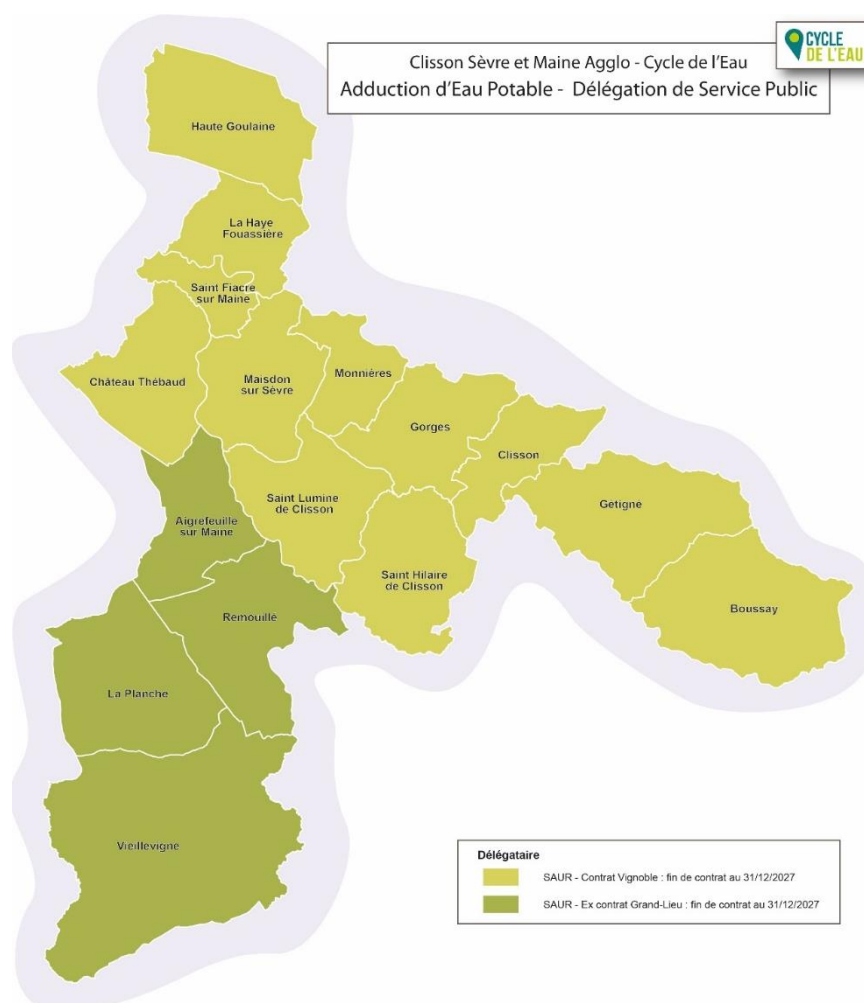 CYCLE
DE L'EAU
Clisson Sèvre et Maine Agglo - Cycle de l'Eau
Adduction d'Eau Potable - Délégation de Service Public
Haute Goulaine
La Haye
Fouassière
Saint Fiacre
sur Maine
Château Thébaud
Maisdon
sur Sèvre
Monnières
Gorges
Clisson
Saint Lumine
de Clisson
Gétigné
Aigrefeuille
sur Maine
Saint Hilaire
de Clisson
Boussay
Remouillé
La Planche
Vieillevigne
Délégataire
SAUR - Contrat Vignoble : fin de contrat au 31/12/2027
SAUR - Ex contrat Grand-Lieu : fin de contrat au 31/12/2027